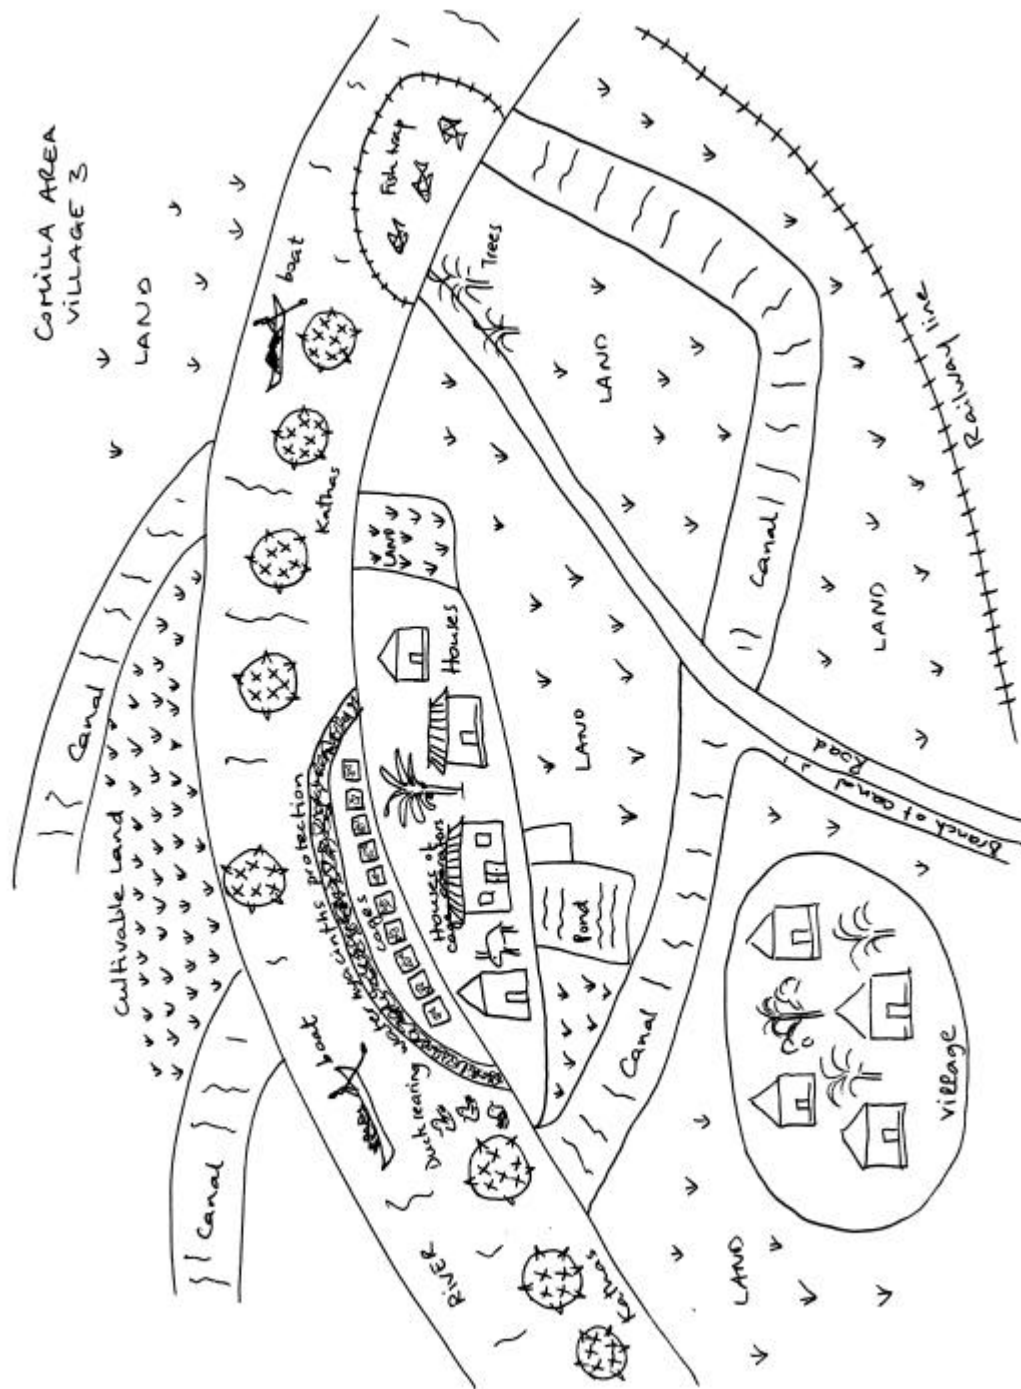 COMILLA AREA
VILLAGE 3
LAND
boat
Fish trap
Trees
Kathas
Canal
Cultivable Land
LAND
LAND
Railway line
Canal
LAND
Houses
LAND
water hyacinths protection
cages
Houses of
cage operators
Pond
Road
branch of canal
boat
Duck rearing
Canal
Canal
Village
RIVER
Kathas
LAND